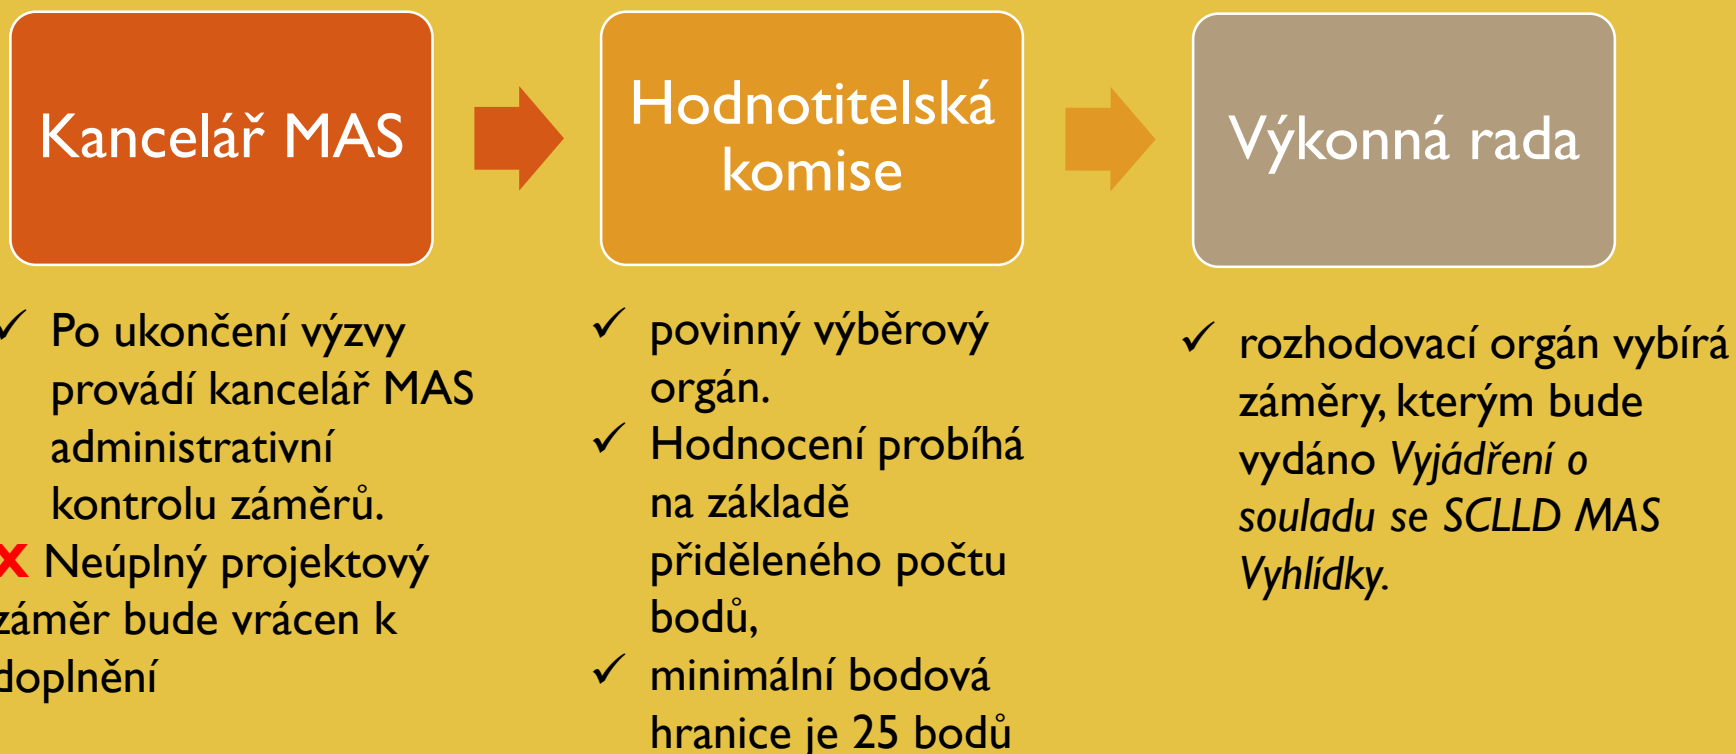 Kancelář MAS
✓ Po ukončení výzvy
provádí kancelář MAS
administrativní
kontrolu záměrů.
X Neúplný projektový
záměr bude vrácen k
doplnění
Hodnotitelská
komise
✓ povinný výběrový
orgán.
✓ Hodnocení probíhá
na základě
přiděleného počtu
bodů,
✓ minimální bodová
hranice je 25 bodů
Výkonná rada
✓ rozhodovací orgán vybírá
záměry, kterým bude
vydáno Vyjádření o
souladu se SCLLD MAS
Vyhlídky.